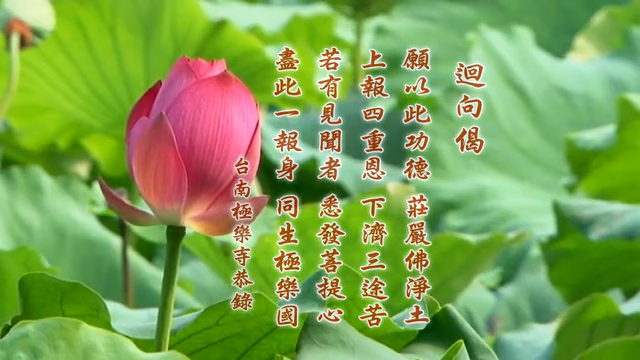 迴向偈
願以此功德 莊嚴佛淨土
上報四重恩 下濟三途苦
若有見聞者 悉發菩提心
盡此一報身 同生極樂國
台南極樂寺恭錄